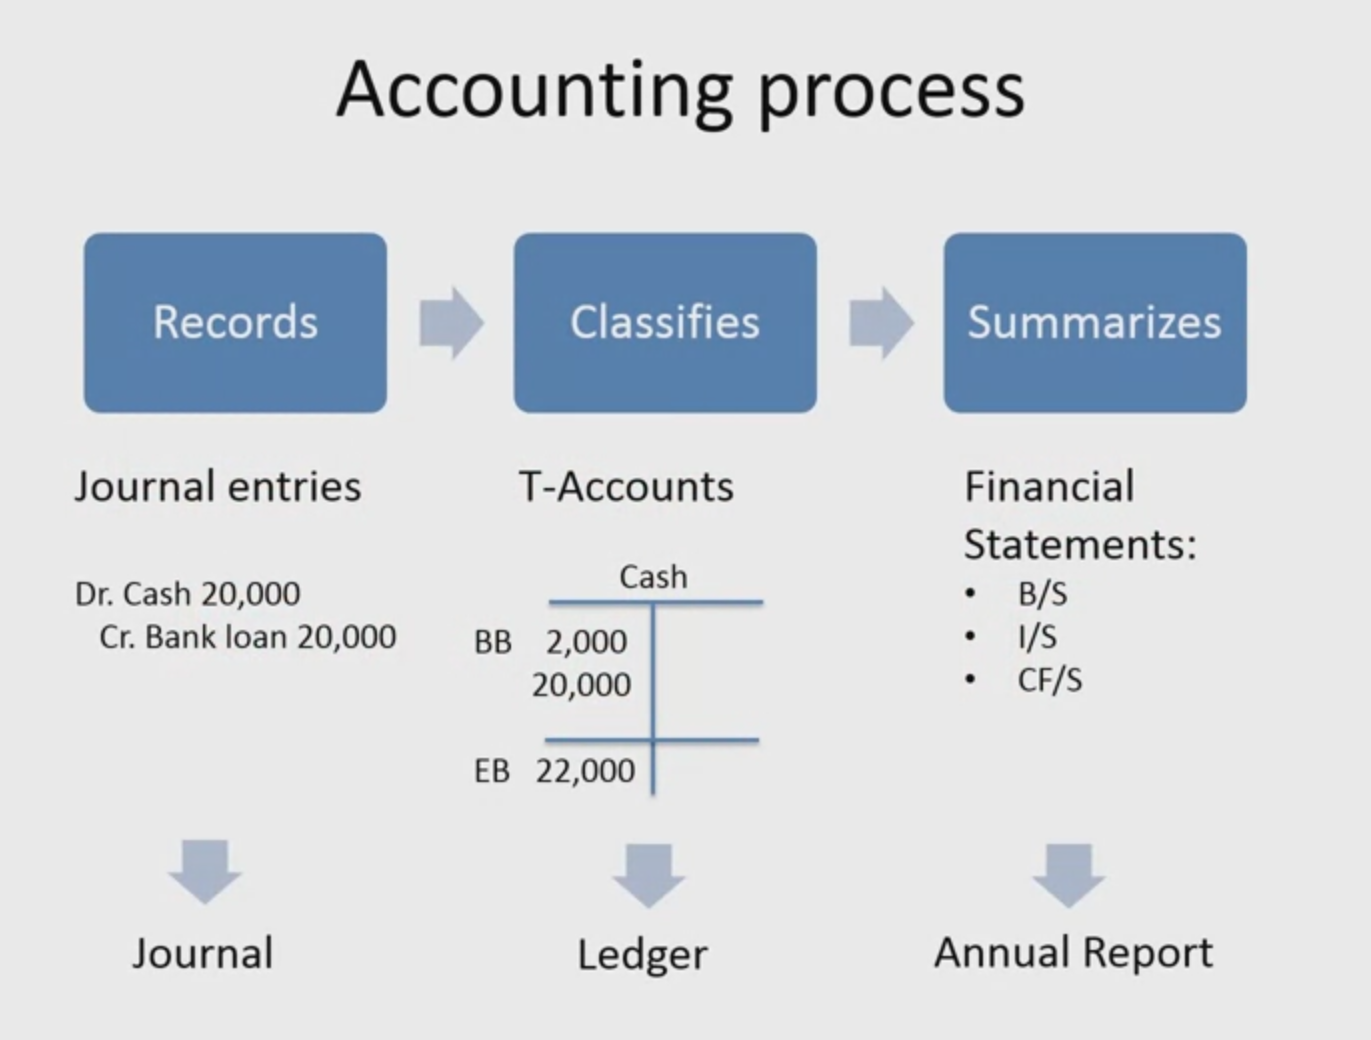 Accounting process
Records
Classifies
Summarizes
Journal entries
Dr. Cash 20,000
Cr. Bank loan 20,000
Journal
T-Accounts
Cash
BB 2,000
20,000
EB 22,000
Ledger
Financial
Statements:
• B/S
• I/S
• CF/S
Annual Report